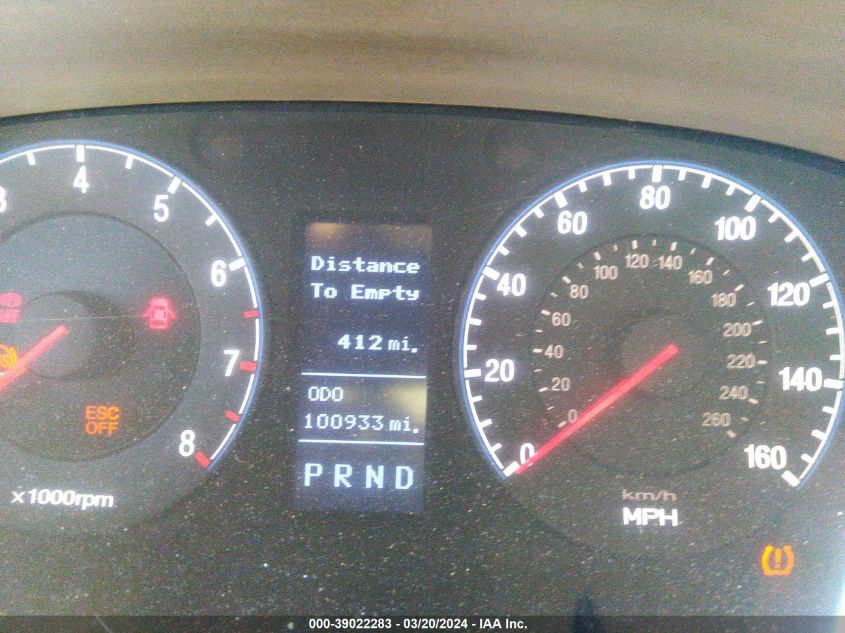 3
4
5
6
7
8
x1000rpm
ESC
OFF
Distance
To Empty
412 mi.
ODO
100933 mi.
P R N D
0
20
40
60
80
100
120
140
160
0
20
40
60
80
100
120
140
160
180
200
220
240
260
km/h
MPH
000-39022283 - 03/20/2024 - IAA Inc.